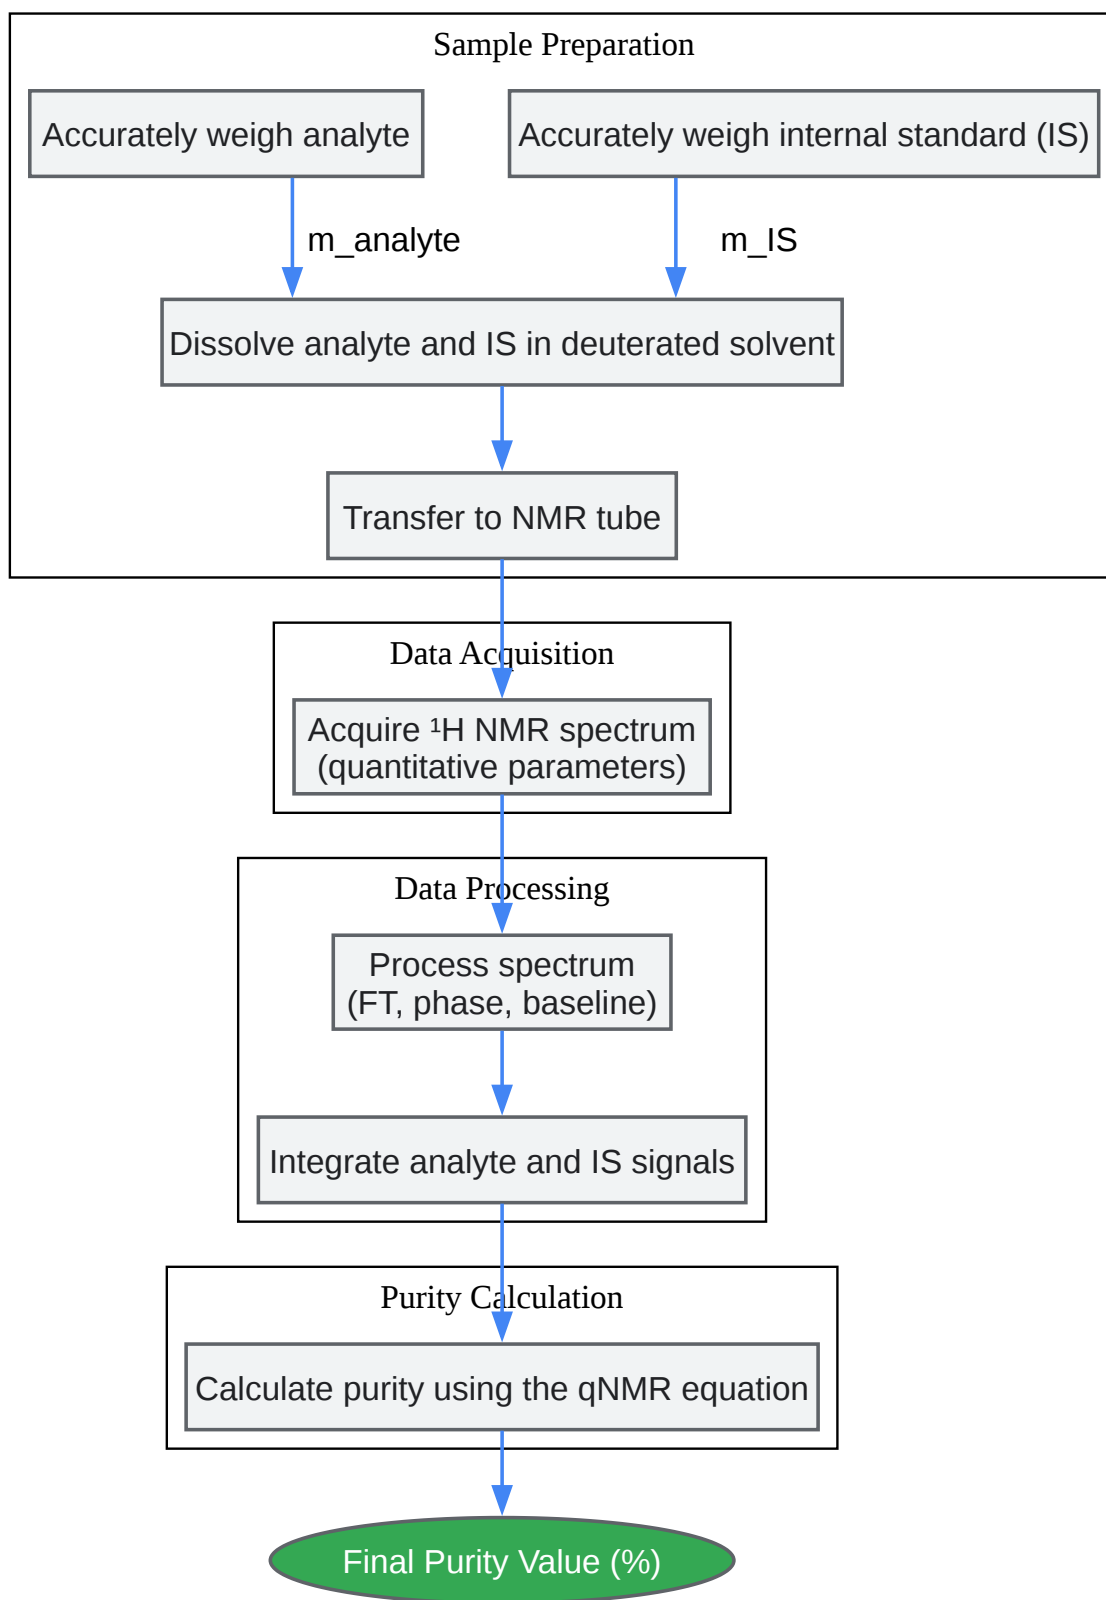 Sample Preparation
Accurately weigh analyte
Accurately weigh internal standard (IS)
m_analyte
m_IS
Dissolve analyte and IS in deuterated solvent
Transfer to NMR tube
Data Acquisition
Acquire ¹H NMR spectrum
(quantitative parameters)
Data Processing
Process spectrum
(FT, phase, baseline)
Integrate analyte and IS signals
Purity Calculation
Calculate purity using the qNMR equation
Final Purity Value (%)